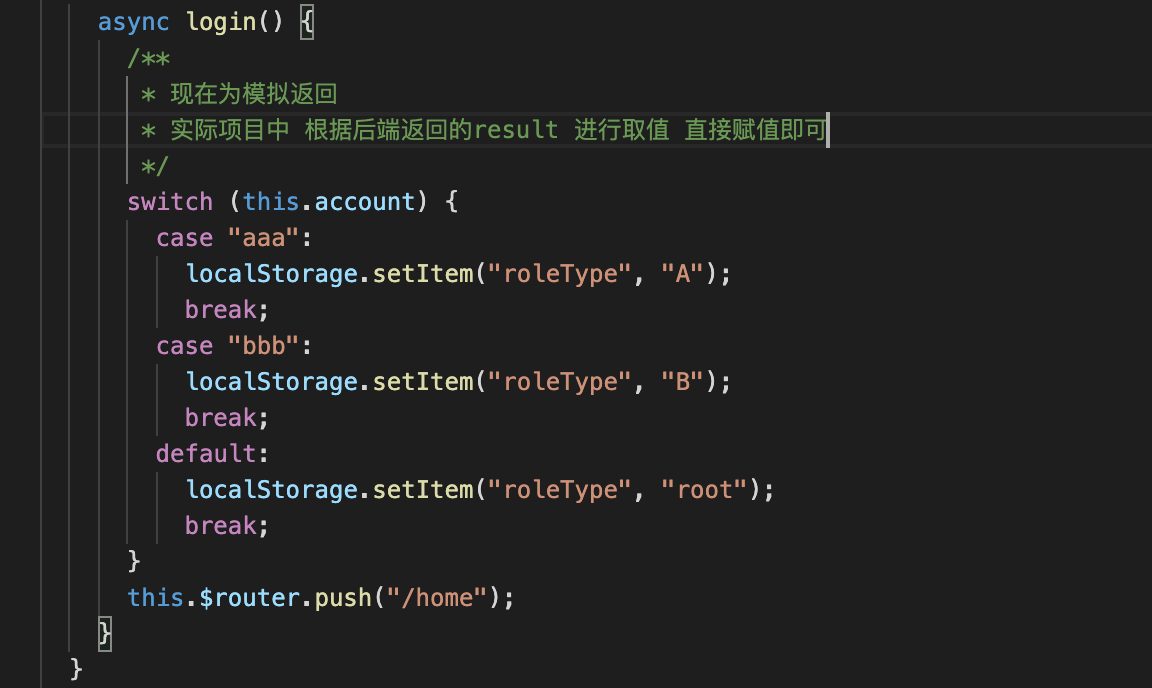 async login() {
/**
* 现在为模拟返回
* 实际项目中 根据后端返回的result 进行取值 直接赋值即可
*/
switch (this.account) {
case "aaa":
localStorage.setItem("roleType", "A");
break;
case "bbb":
localStorage.setItem("roleType", "B");
break;
default:
localStorage.setItem("roleType", "root");
break;
}
this.$router.push("/home");
}
}